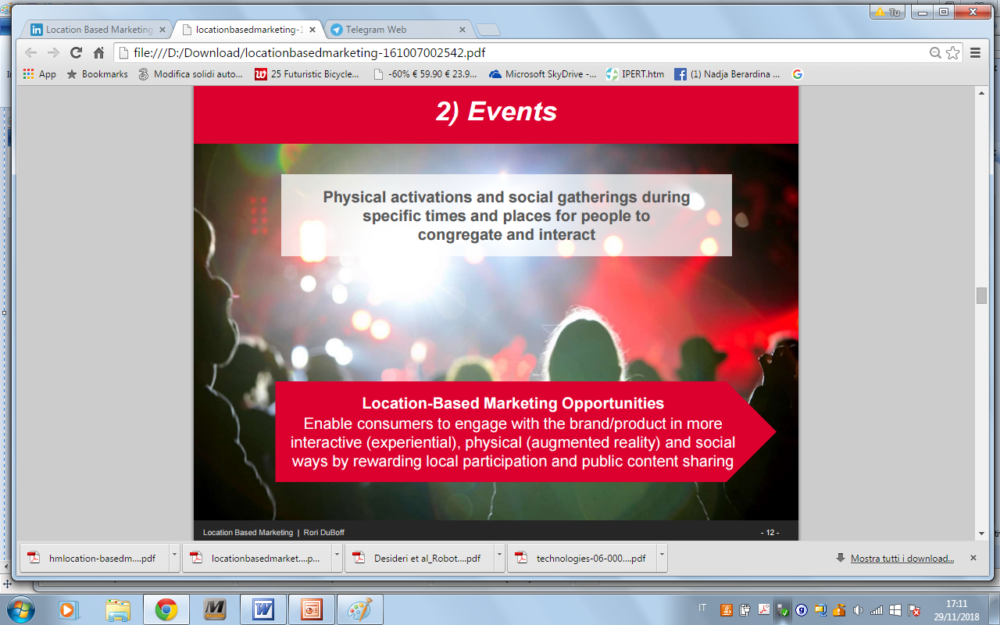 Tu
Location Based Marketing
locationbasedmarketing-1
Telegram Web
file:///D:/Download/locationbasedmarketing-161007002542.pdf
App
Bookmarks
Modifica solidi auto...
25 Futuristic Bicycle...
-60% € 59.90 € 23.9...
Microsoft SkyDrive -...
IPERT.htm
(1) Nadja Berardina ...
2) Events
Physical activations and social gatherings during
specific times and places for people to
congregate and interact
Location-Based Marketing Opportunities
Enable consumers to engage with the brand/product in more
interactive (experiential), physical (augmented reality) and social
ways by rewarding local participation and public content sharing
Location Based Marketing | Rori DuBoff
- 12 -
hmlocation-basedm....pdf
locationbasedmarket....p...
Desideri et al_Robot....pdf
technologies-06-000....pdf
Mostra tutti i download...
IT
17:11
29/11/2018